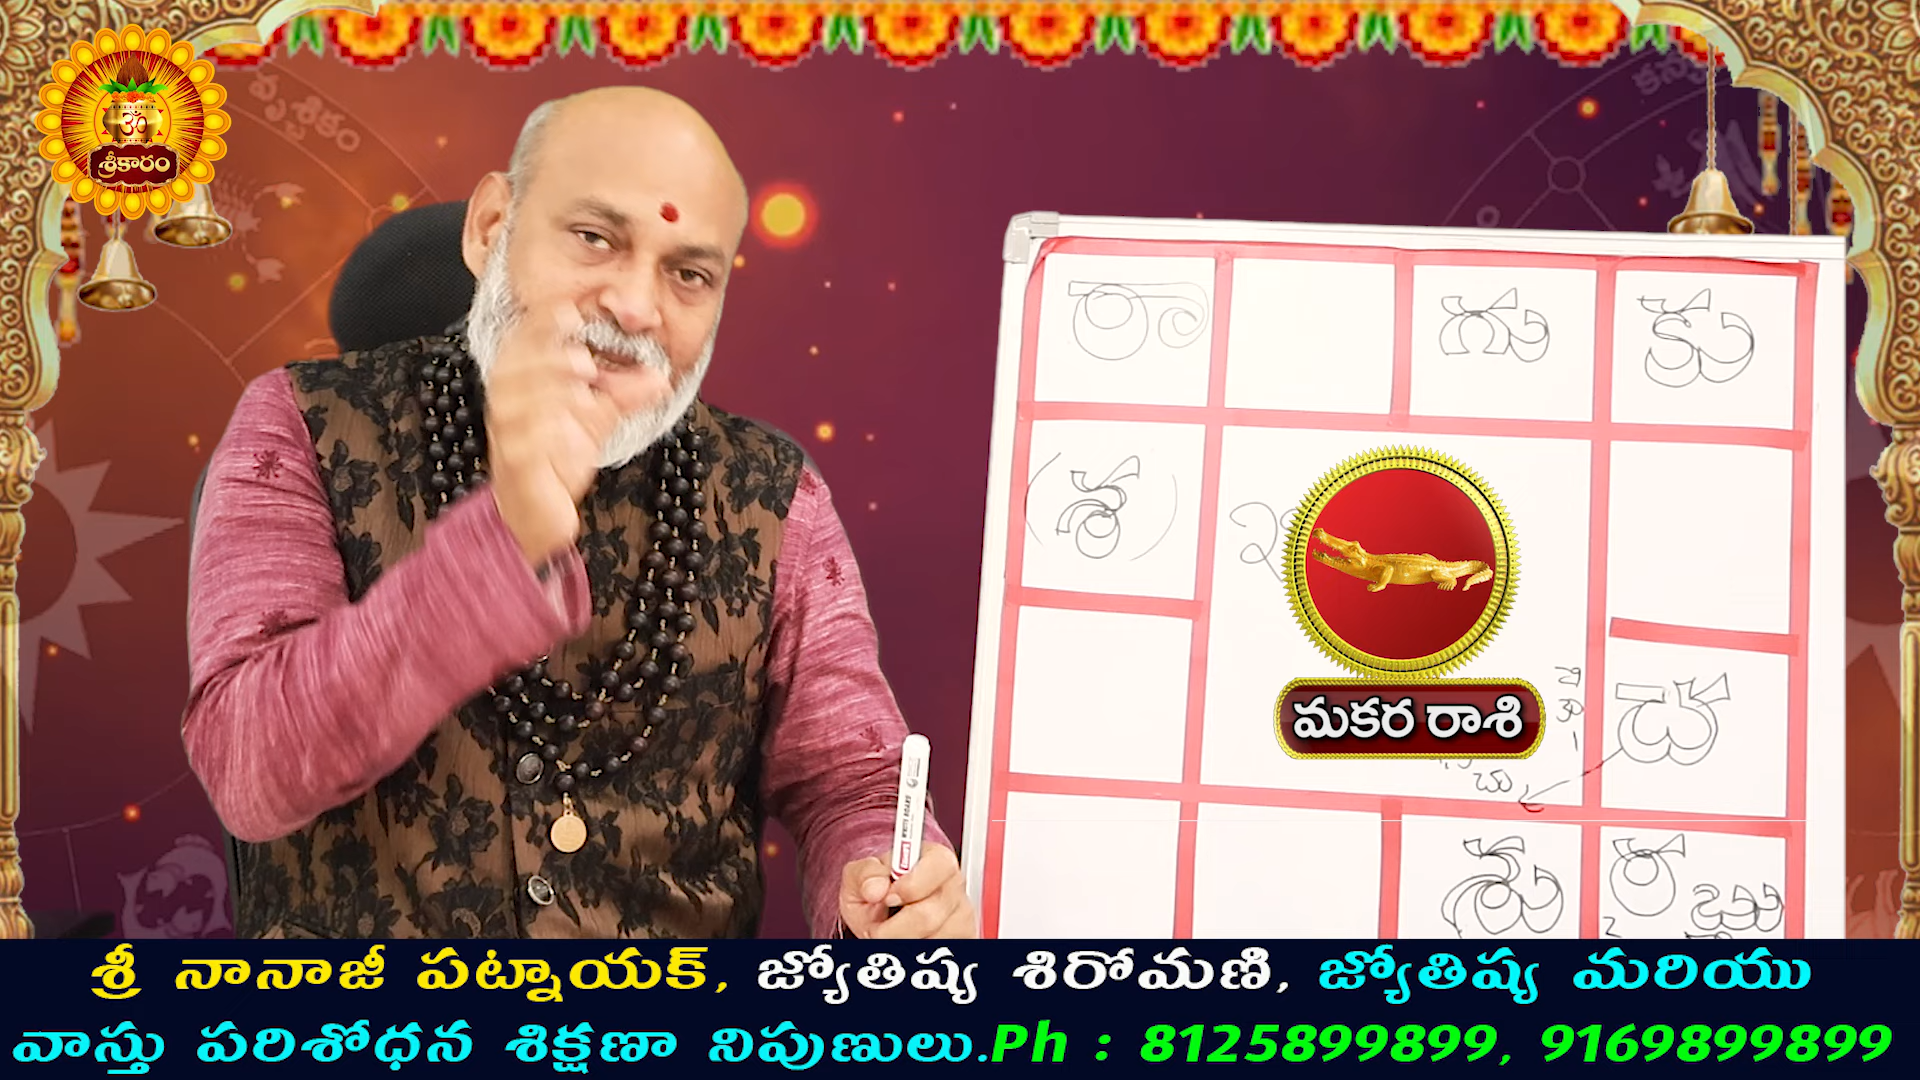 వృశ్చికం
శ్రీకారం
రా
గు
కు
శ
మకర రాశి
చ
శు
ర
బు
శ్రీ నానాజీ పట్నాయక్, జ్యోతిష్య శిరోమణి, జ్యోతిష్య మరియు
వాస్తు పరిశోధన శిక్షణా నిపుణులు.Ph : 8125899899, 9169899899